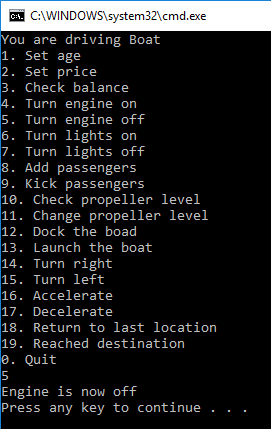 C:\WINDOWS\system32\cmd.exe
You are driving Boat
1. Set age
2. Set price
3. Check balance
4. Turn engine on
5. Turn engine off
6. Turn lights on
7. Turn lights off
8. Add passengers
9. Kick passengers
10. Check propeller level
11. Change propeller level
12. Dock the boad
13. Launch the boat
14. Turn right
15. Turn left
16. Accelerate
17. Decelerate
18. Return to last location
19. Reached destination
0. Quit
5
Engine is now off
Press any key to continue . . .